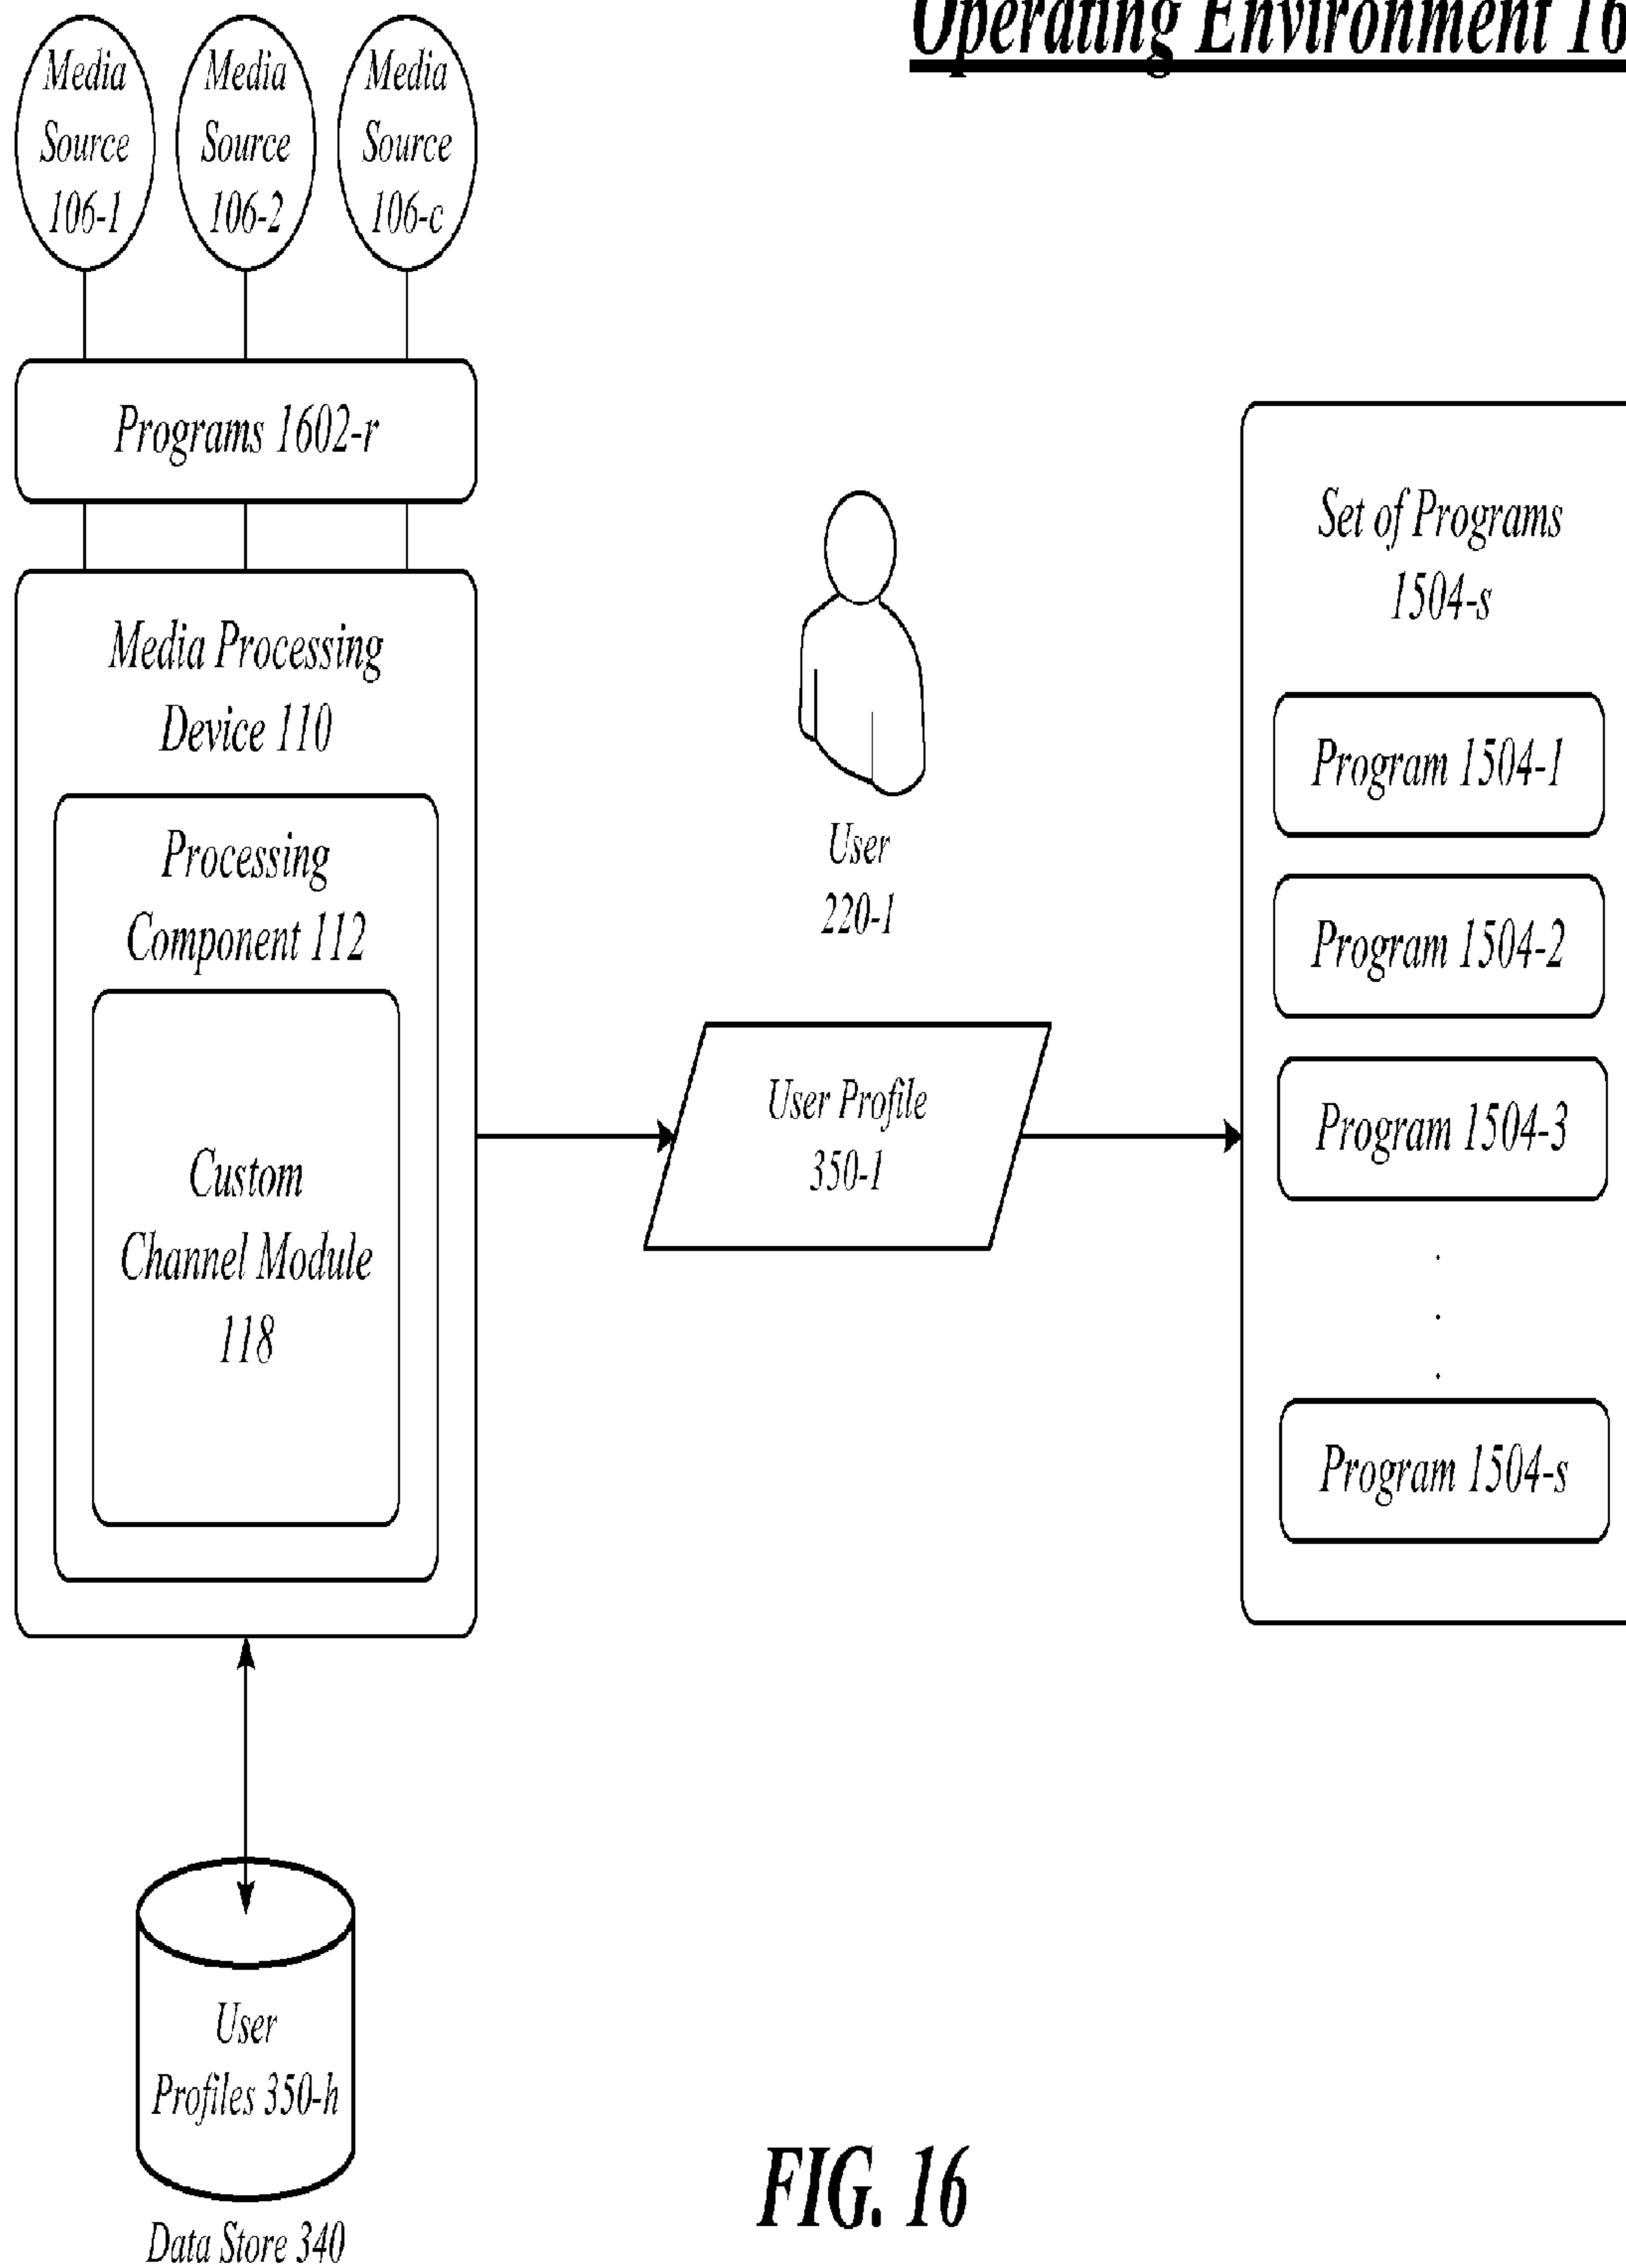 Operating Environment 16
Media
Source
106-1
Media
Source
106-2
Media
Source
106-c
Programs 1602-r
Media Processing
Device 110
Processing
Component 112
Custom
Channel Module
118
User
220-1
User Profile
350-1
Set of Programs
1504-s
Program 1504-1
Program 1504-2
Program 1504-3
.
.
.
Program 1504-s
User
Profiles 350-h
Data Store 340
FIG. 16